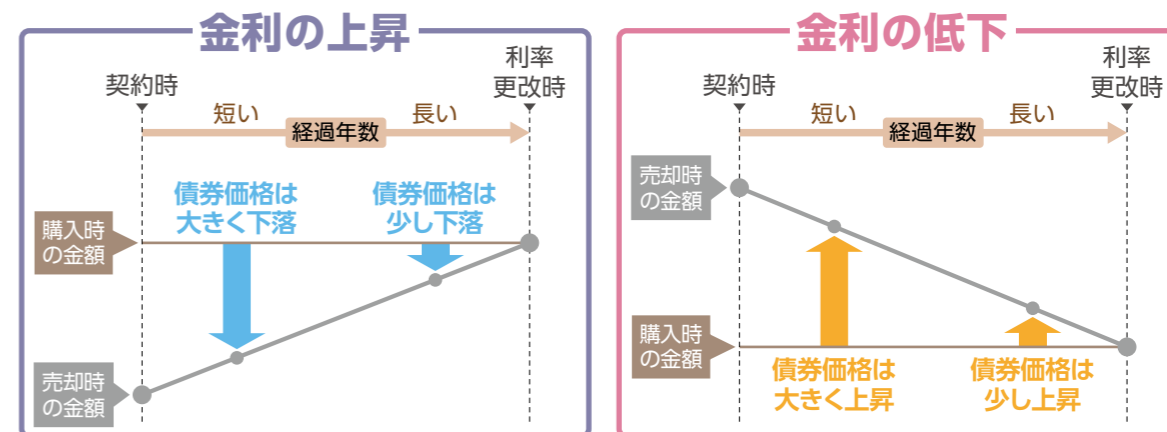 金利の上昇
契約時
利率
更改時
短い
長い
経過年数
債券価格は
大きく下落
債券価格は
少し下落
購入時
の金額
売却時
の金額
金利の低下
契約時
利率
更改時
短い
長い
経過年数
売却時
の金額
購入時
の金額
債券価格は
大きく上昇
債券価格は
少し上昇